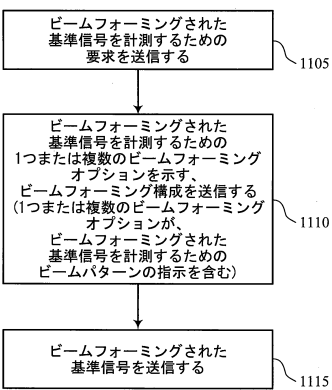 ビームフォーミングされた
基準信号を計測するための
要求を送信する
1105
ビームフォーミングされた
基準信号を計測するための
1つまたは複数のビームフォーミング
オプションを示す、
ビームフォーミング構成を送信する
(1つまたは複数のビームフォーミング
オプションが、
ビームフォーミングされた
基準信号を計測するための
ビームパターンの指示を含む)
1110
ビームフォーミングされた
基準信号を送信する
1115